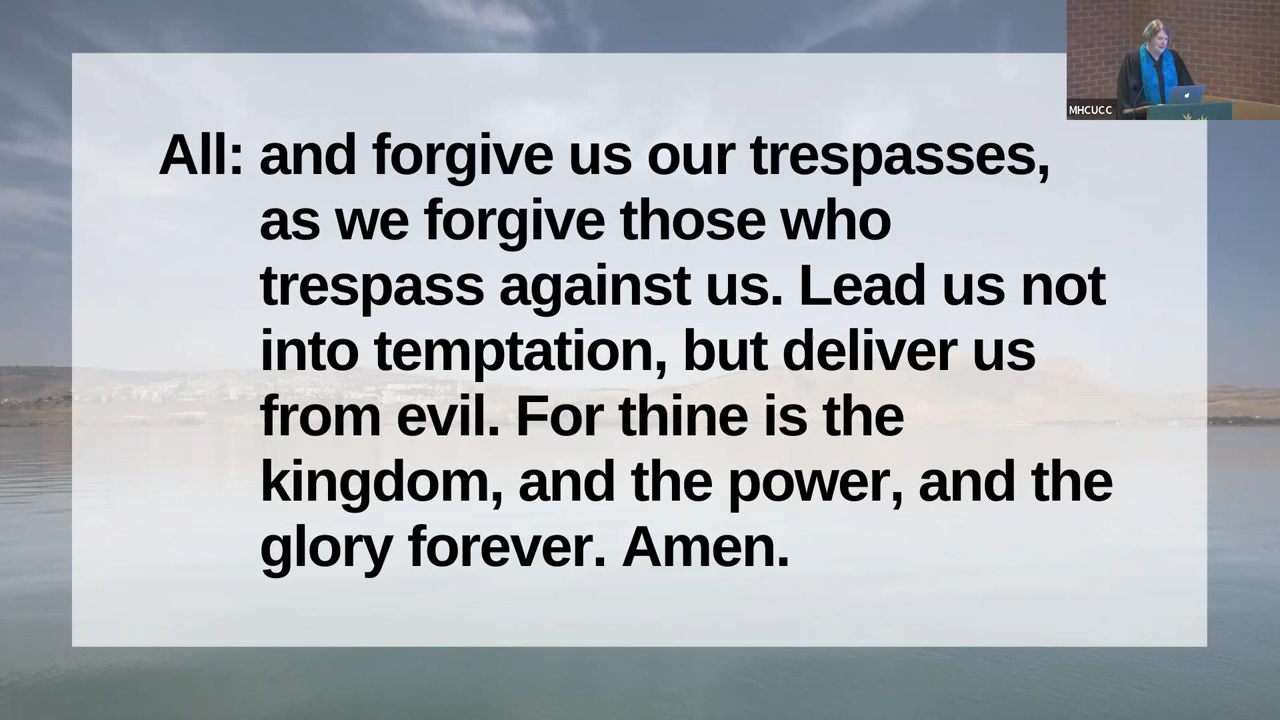 All: and forgive us our trespasses,
as we forgive those who
trespass against us. Lead us not
into temptation, but deliver us
from evil. For thine is the
kingdom, and the power, and the
glory forever. Amen.
MHCUCC